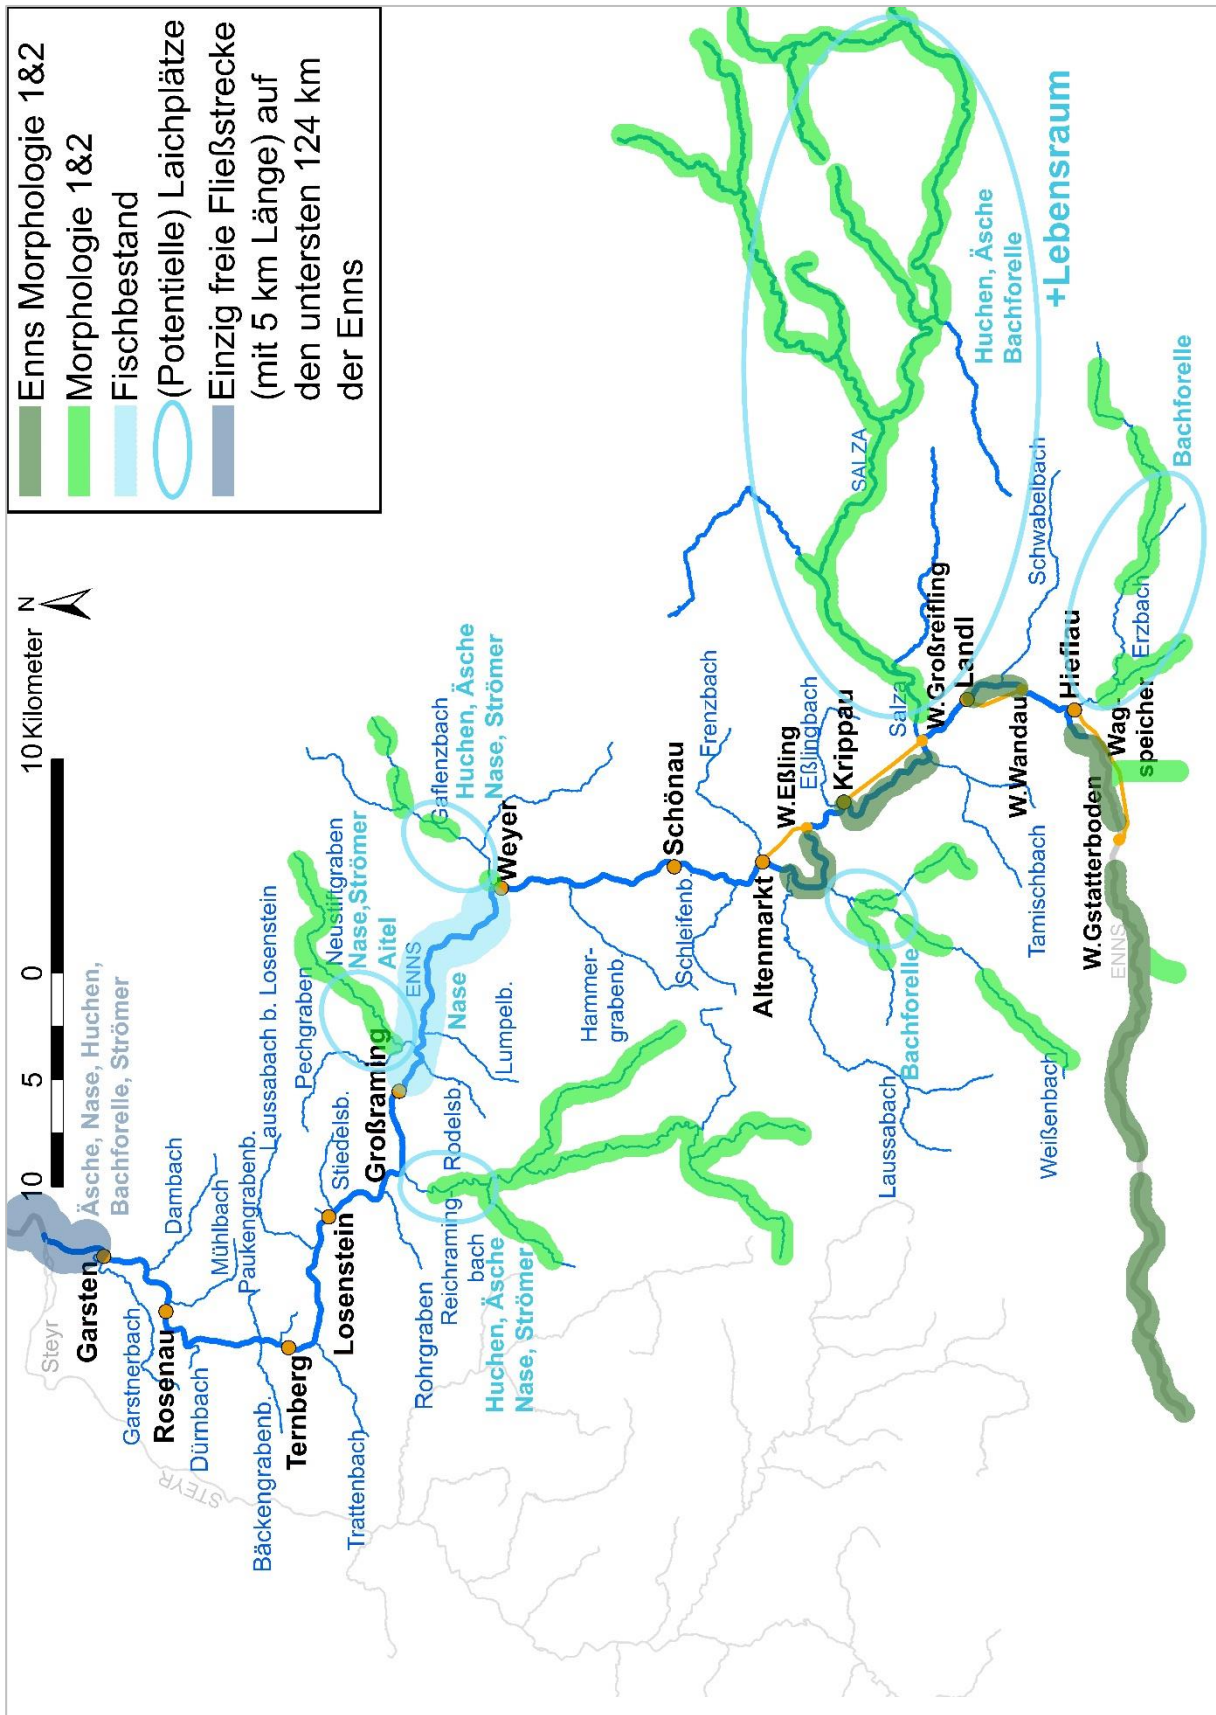 Enns Morphologie 1&2
Morphologie 1&2
Fischbestand
(Potentielle) Laichplätze
Einzig freie Fließstrecke
(mit 5 km Länge) auf
den untersten 124 km
der Enns
10
5
0
10 Kilometer
N
Äsche, Nase, Huchen,
Bachforelle, Strömer
Steyr
Garsten
Garstnerbach
Rosenau
Dürnbach
Dambach
Mühlbach
Paukengrabenb.
Laussabach b. Losenstein
STEYR
Bäckengrabenb.
Ternberg
Trattenbach
Losenstein
Stiedelsb.
Pechgraben
Neustiftgraben
Nase,Strömer
Aitel
Großraming
ENNS
Nase
Lumpelb.
Rodelsb.
Reichraming-
bach
Rohrgraben
Huchen, Äsche
Nase, Strömer
Gaflenzbach
Huchen, Äsche
Nase, Strömer
Weyer
Hammer-
grabenb.
Schönau
Schleifenb.
Frenzbach
Altenmarkt
W.Eßling
Eßlingbach
Krippau
Laussabach
Bachforelle
Salza
W.Großreifling
Landl
SALZA
Huchen, Äsche
Bachforelle
+Lebensraum
Schwabelbach
W.Wandau
Tamischbach
Weißenbach
Hieflau
Wag-
speicher
W.Gstatterboden
ENNS
Erzbach
Bachforelle